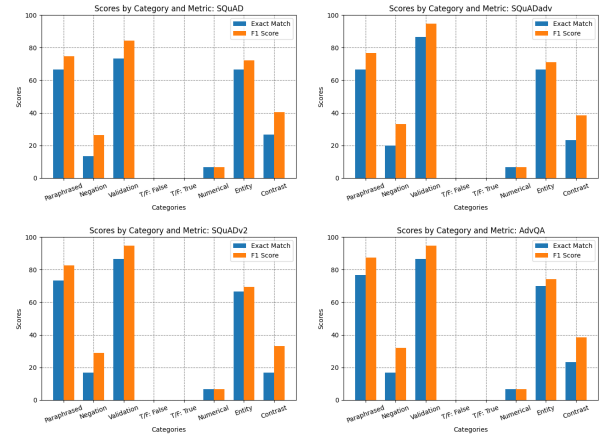 Scores by Category and Metric: SQuAD
Exact Match
F1 Score
Scores
100
80
60
40
20
0
Paraphrased
Negation
Validation
T/F: False
T/F: True
Numerical
Entity
Contrast
Categories
Scores by Category and Metric: SQuADadv
Exact Match
F1 Score
Scores
100
80
60
40
20
0
Paraphrased
Negation
Validation
T/F: False
T/F: True
Numerical
Entity
Contrast
Categories
Scores by Category and Metric: SQuADv2
Exact Match
F1 Score
Scores
100
80
60
40
20
0
Paraphrased
Negation
Validation
T/F: False
T/F: True
Numerical
Entity
Contrast
Categories
Scores by Category and Metric: AdvQA
Exact Match
F1 Score
Scores
100
80
60
40
20
0
Paraphrased
Negation
Validation
T/F: False
T/F: True
Numerical
Entity
Contrast
Categories